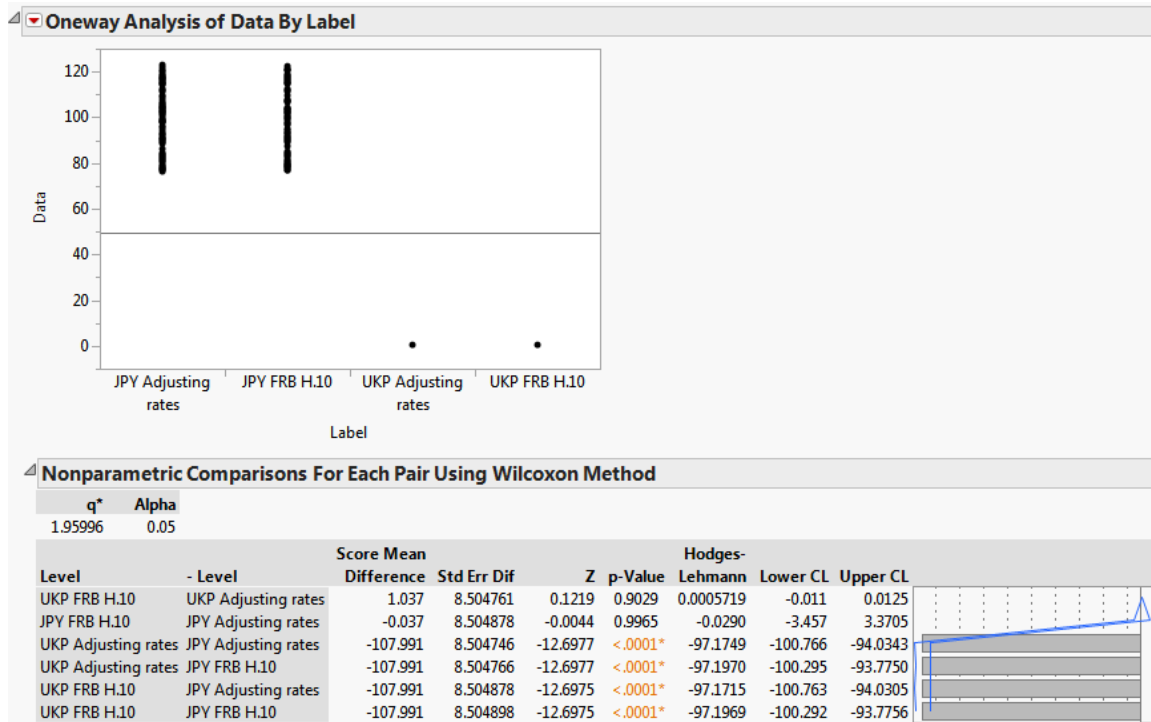 Oneway Analysis of Data By Label
120
100
80
60
40
20
0
Data
JPY Adjusting rates JPY FRB H.10 UKP Adjusting rates UKP FRB H.10
Label
Nonparametric Comparisons For Each Pair Using Wilcoxon Method
q* Alpha
1.95996 0.05
Score Mean Hodges-
Level - Level Difference Std Err Dif Z p-Value Lehmann Lower CL Upper CL
UKP FRB H.10 UKP Adjusting rates 1.037 8.504761 0.1219 0.9029 0.0005719 -0.011 0.0125
JPY FRB H.10 JPY Adjusting rates -0.037 8.504878 -0.0044 0.9965 -0.0290 -3.457 3.3705
UKP Adjusting rates JPY Adjusting rates -107.991 8.504746 -12.6977 <.0001* -97.1749 -100.766 -94.0343
UKP Adjusting rates JPY FRB H.10 -107.991 8.504766 -12.6977 <.0001* -97.1970 -100.295 -93.7750
UKP FRB H.10 JPY Adjusting rates -107.991 8.504878 -12.6975 <.0001* -97.1715 -100.763 -94.0305
UKP FRB H.10 JPY FRB H.10 -107.991 8.504898 -12.6975 <.0001* -97.1969 -100.292 -93.7756